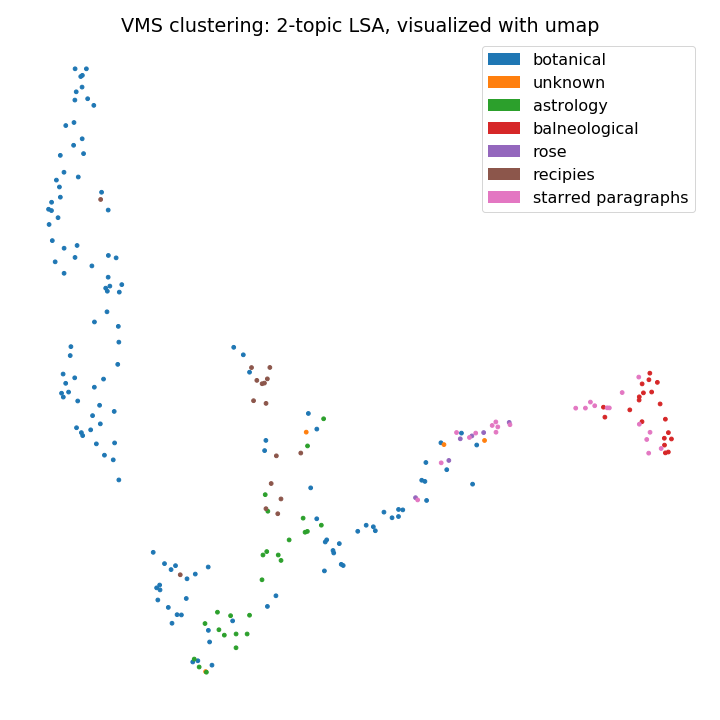 VMS clustering: 2-topic LSA, visualized with umap
botanical
unknown
astrology
balneological
rose
recipies
starred paragraphs